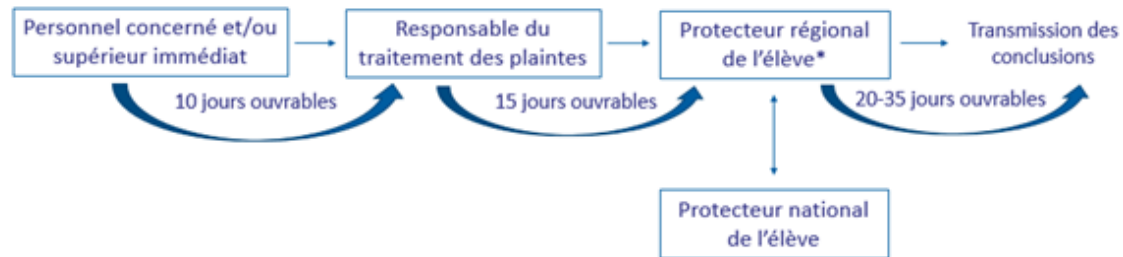 Personnel concerné et/ou
supérieur immédiat
Responsable du
traitement des plaintes
Protecteur régional
de l'élève*
Transmission des
conclusions
10 jours ouvrables
15 jours ouvrables
20-35 jours ouvrables
Protecteur national
de l'élève